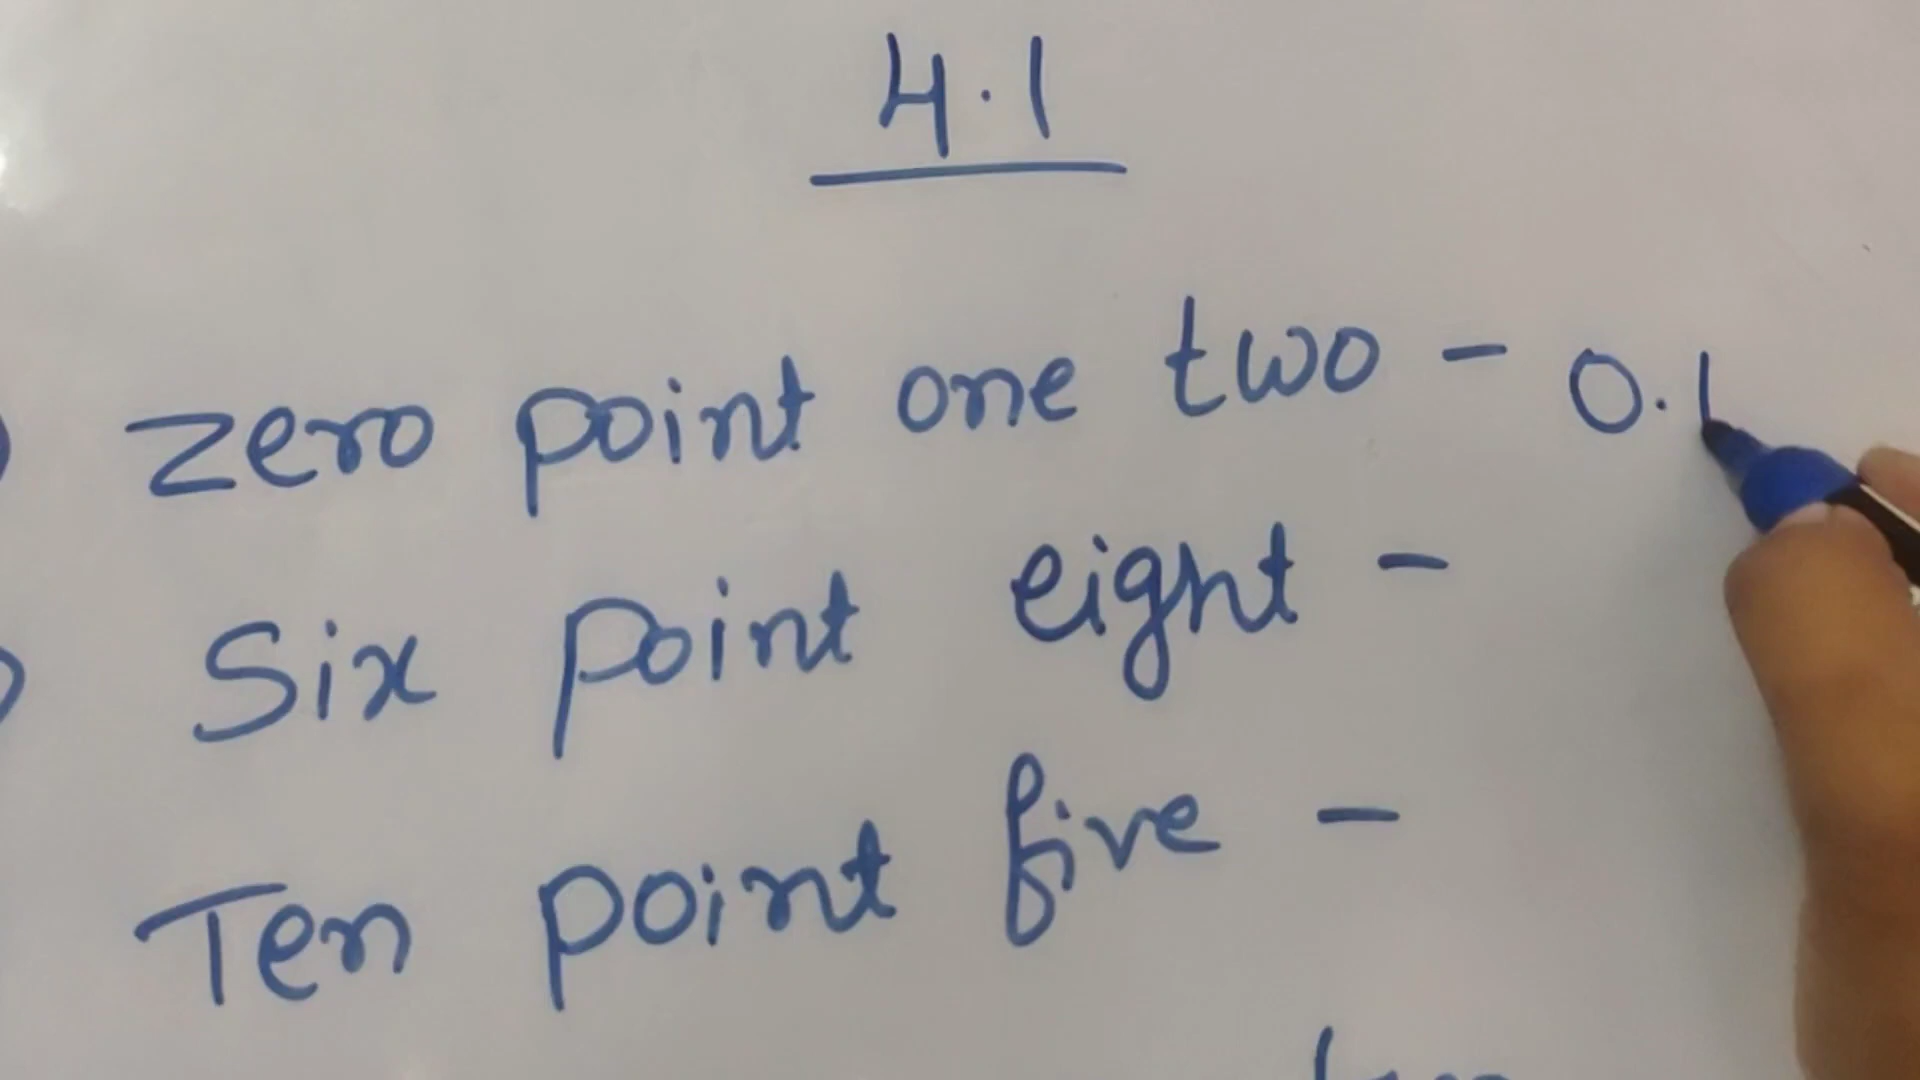 4.1
zero point one two - 0.1
Six point eight -
Ten point five -